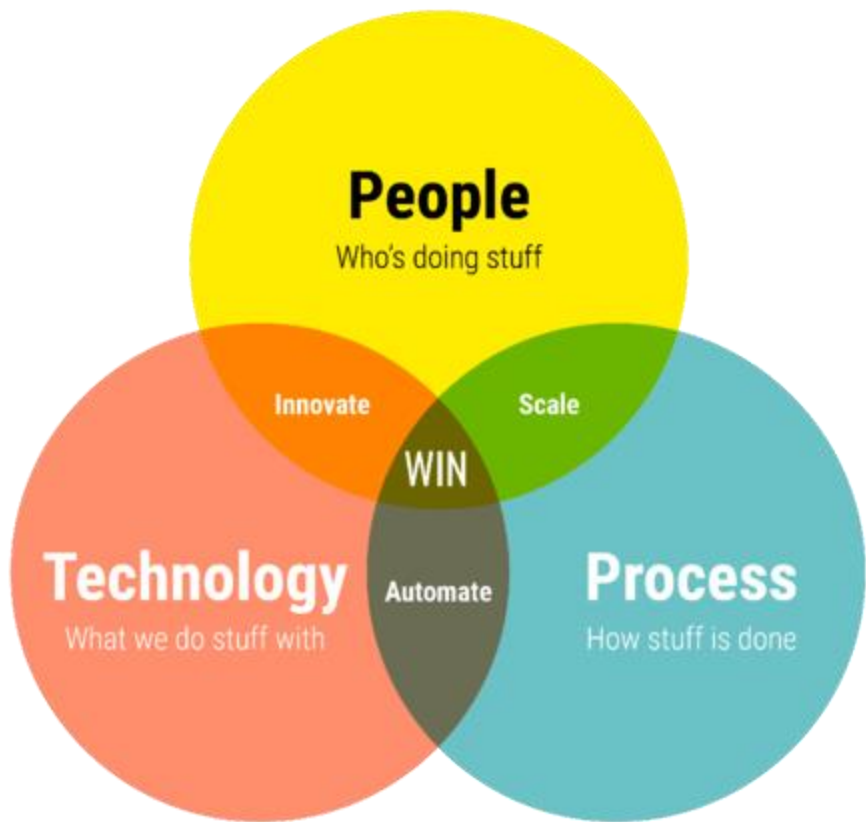 People
Who's doing stuff
Innovate
Scale
WIN
Technology
What we do stuff with
Automate
Process
How stuff is done